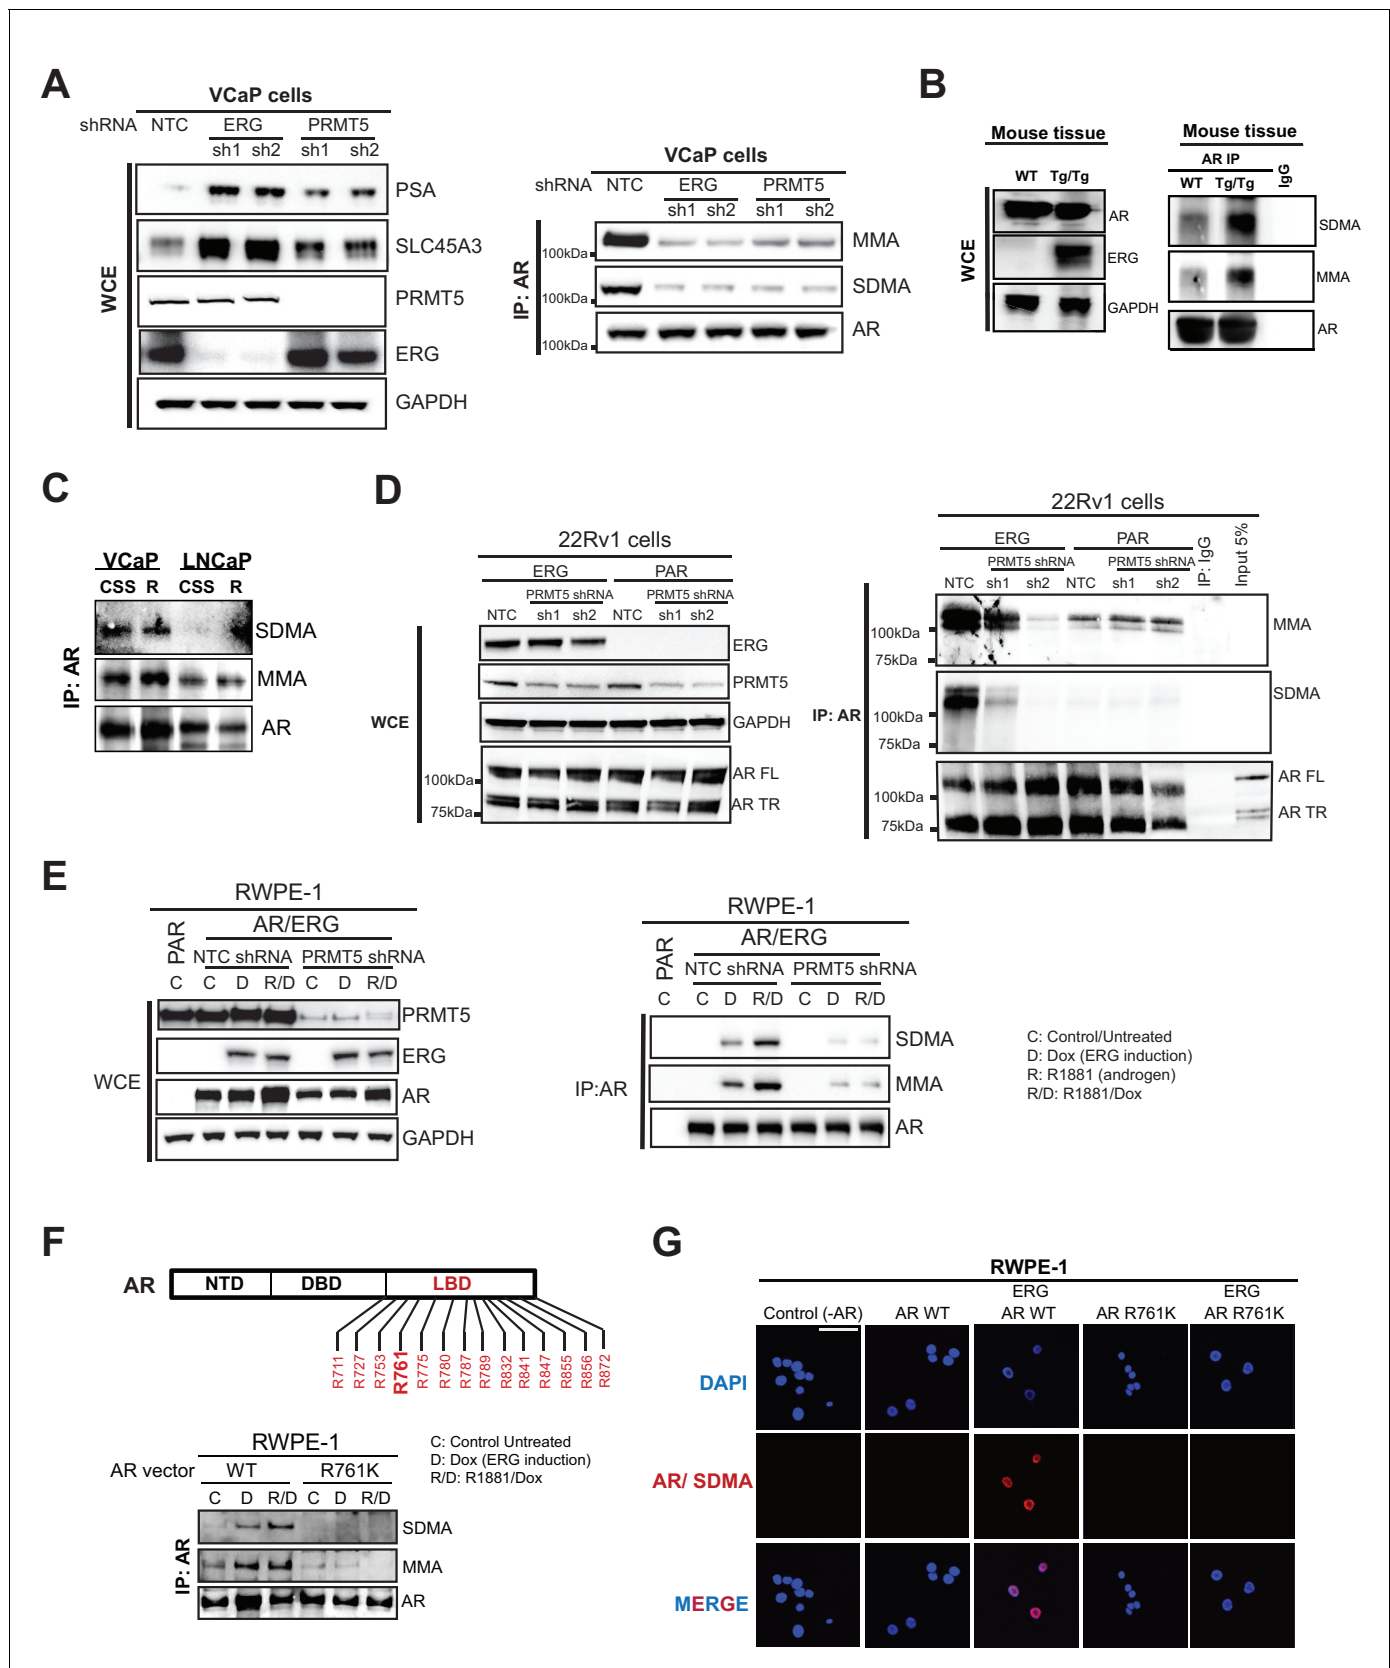 A
VCaP cells
shRNA NTC ERG PRMT5
sh1 sh2 sh1 sh2
WCE
PSA
SLC45A3
PRMT5
ERG
GAPDH
VCaP cells
shRNA NTC ERG PRMT5
sh1 sh2 sh1 sh2
IP: AR
100kDa MMA
100kDa SDMA
100kDa AR
B
Mouse tissue
WT Tg/Tg
WCE
AR
ERG
GAPDH
Mouse tissue
AR IP
WT Tg/Tg IgG
SDMA
MMA
AR
C
VCaP LNCaP
CSS R CSS R
IP: AR
SDMA
MMA
AR
D
22Rv1 cells
ERG PAR
PRMT5 shRNA PRMT5 shRNA
NTC sh1 sh2 NTC sh1 sh2
WCE
ERG
PRMT5
GAPDH
100kDa AR FL
75kDa AR TR
22Rv1 cells
ERG PAR IP: IgG Input 5%
PRMT5 shRNA PRMT5 shRNA
NTC sh1 sh2 NTC sh1 sh2
IP: AR
MMA
100kDa
75kDa
SDMA
100kDa
75kDa
AR FL
100kDa
AR TR
75kDa
E
RWPE-1
PAR AR/ERG
NTC shRNA PRMT5 shRNA
C C D R/D C D R/D
WCE
PRMT5
ERG
AR
GAPDH
RWPE-1
PAR AR/ERG
NTC shRNA PRMT5 shRNA
C C D R/D C D R/D
IP:AR
SDMA
MMA
AR
C: Control/Untreated
D: Dox (ERG induction)
R: R1881 (androgen)
R/D: R1881/Dox
F
AR NTD DBD LBD
R711 R727 R753 R761 R775 R780 R787 R789 R832 R841 R847 R855 R856 R872
RWPE-1
AR vector WT R761K
C D R/D C D R/D
IP: AR
SDMA
MMA
AR
C: Control Untreated
D: Dox (ERG induction)
R/D: R1881/Dox
G
RWPE-1
ERG ERG
Control (-AR) AR WT AR WT AR R761K AR R761K
DAPI
AR/ SDMA
MERGE